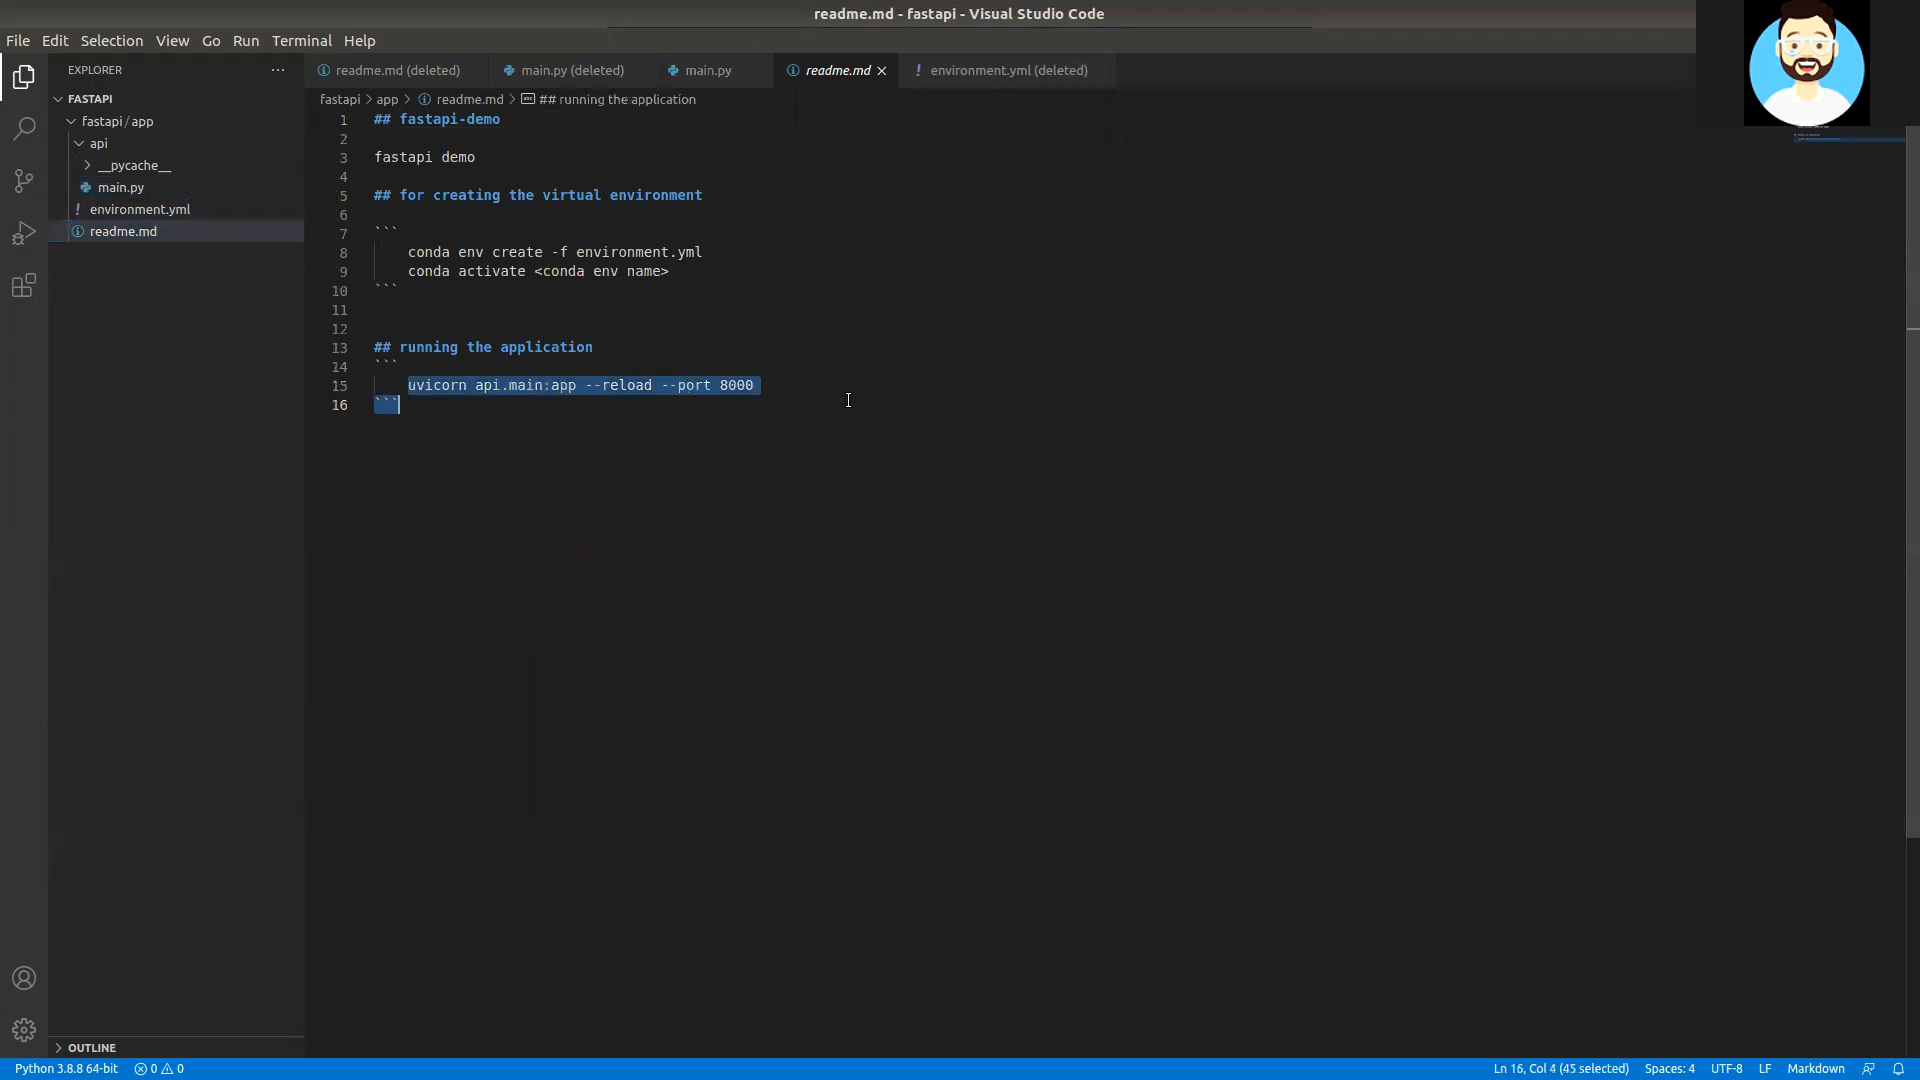 readme.md - fastapi - Visual Studio Code
File Edit Selection View Go Run Terminal Help
EXPLORER
FASTAPI
fastapi / app
api
__pycache__
main.py
environment.yml
readme.md
OUTLINE
readme.md (deleted) main.py (deleted) main.py readme.md environment.yml (deleted)
fastapi > app > readme.md > ## running the application
1 ## fastapi-demo
2
3 fastapi demo
4
5 ## for creating the virtual environment
6
7 ```
8 conda env create -f environment.yml
9 conda activate <conda env name>
10 ```
11
12
13 ## running the application
14 ```
15 uvicorn api.main:app --reload --port 8000
16 ```
Python 3.8.8 64-bit 0 0 Ln 16, Col 4 (45 selected) Spaces: 4 UTF-8 LF Markdown